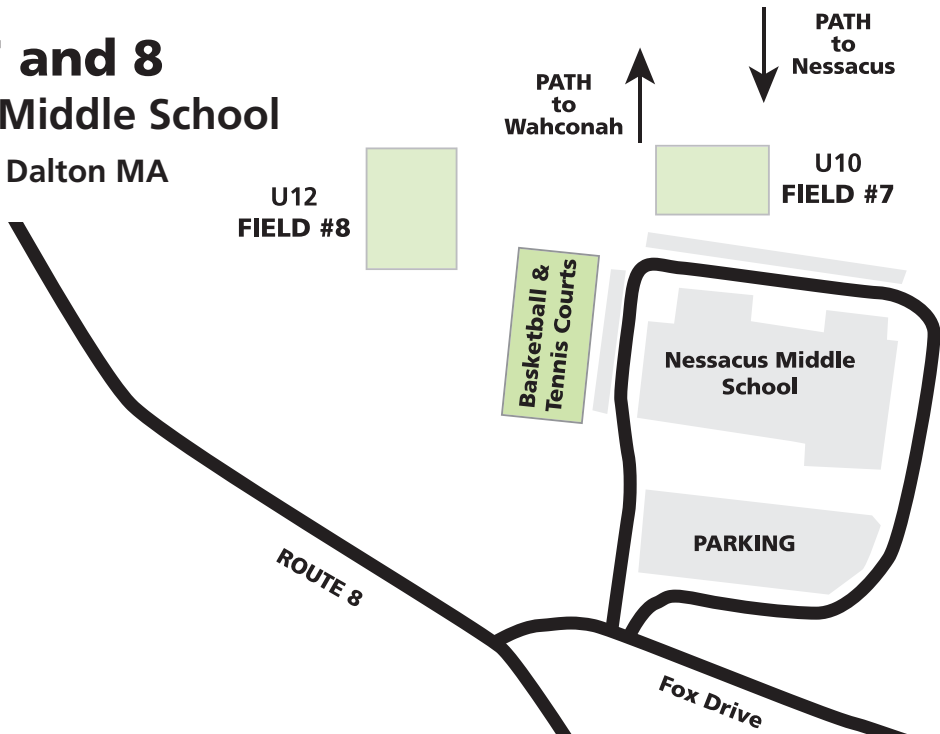 and 8
Middle School
Dalton MA
PATH
to
Nessacus
PATH
to
Wahconah
U12
FIELD #8
U10
FIELD #7
Basketball &
Tennis Courts
Nessacus Middle
School
PARKING
ROUTE 8
Fox Drive